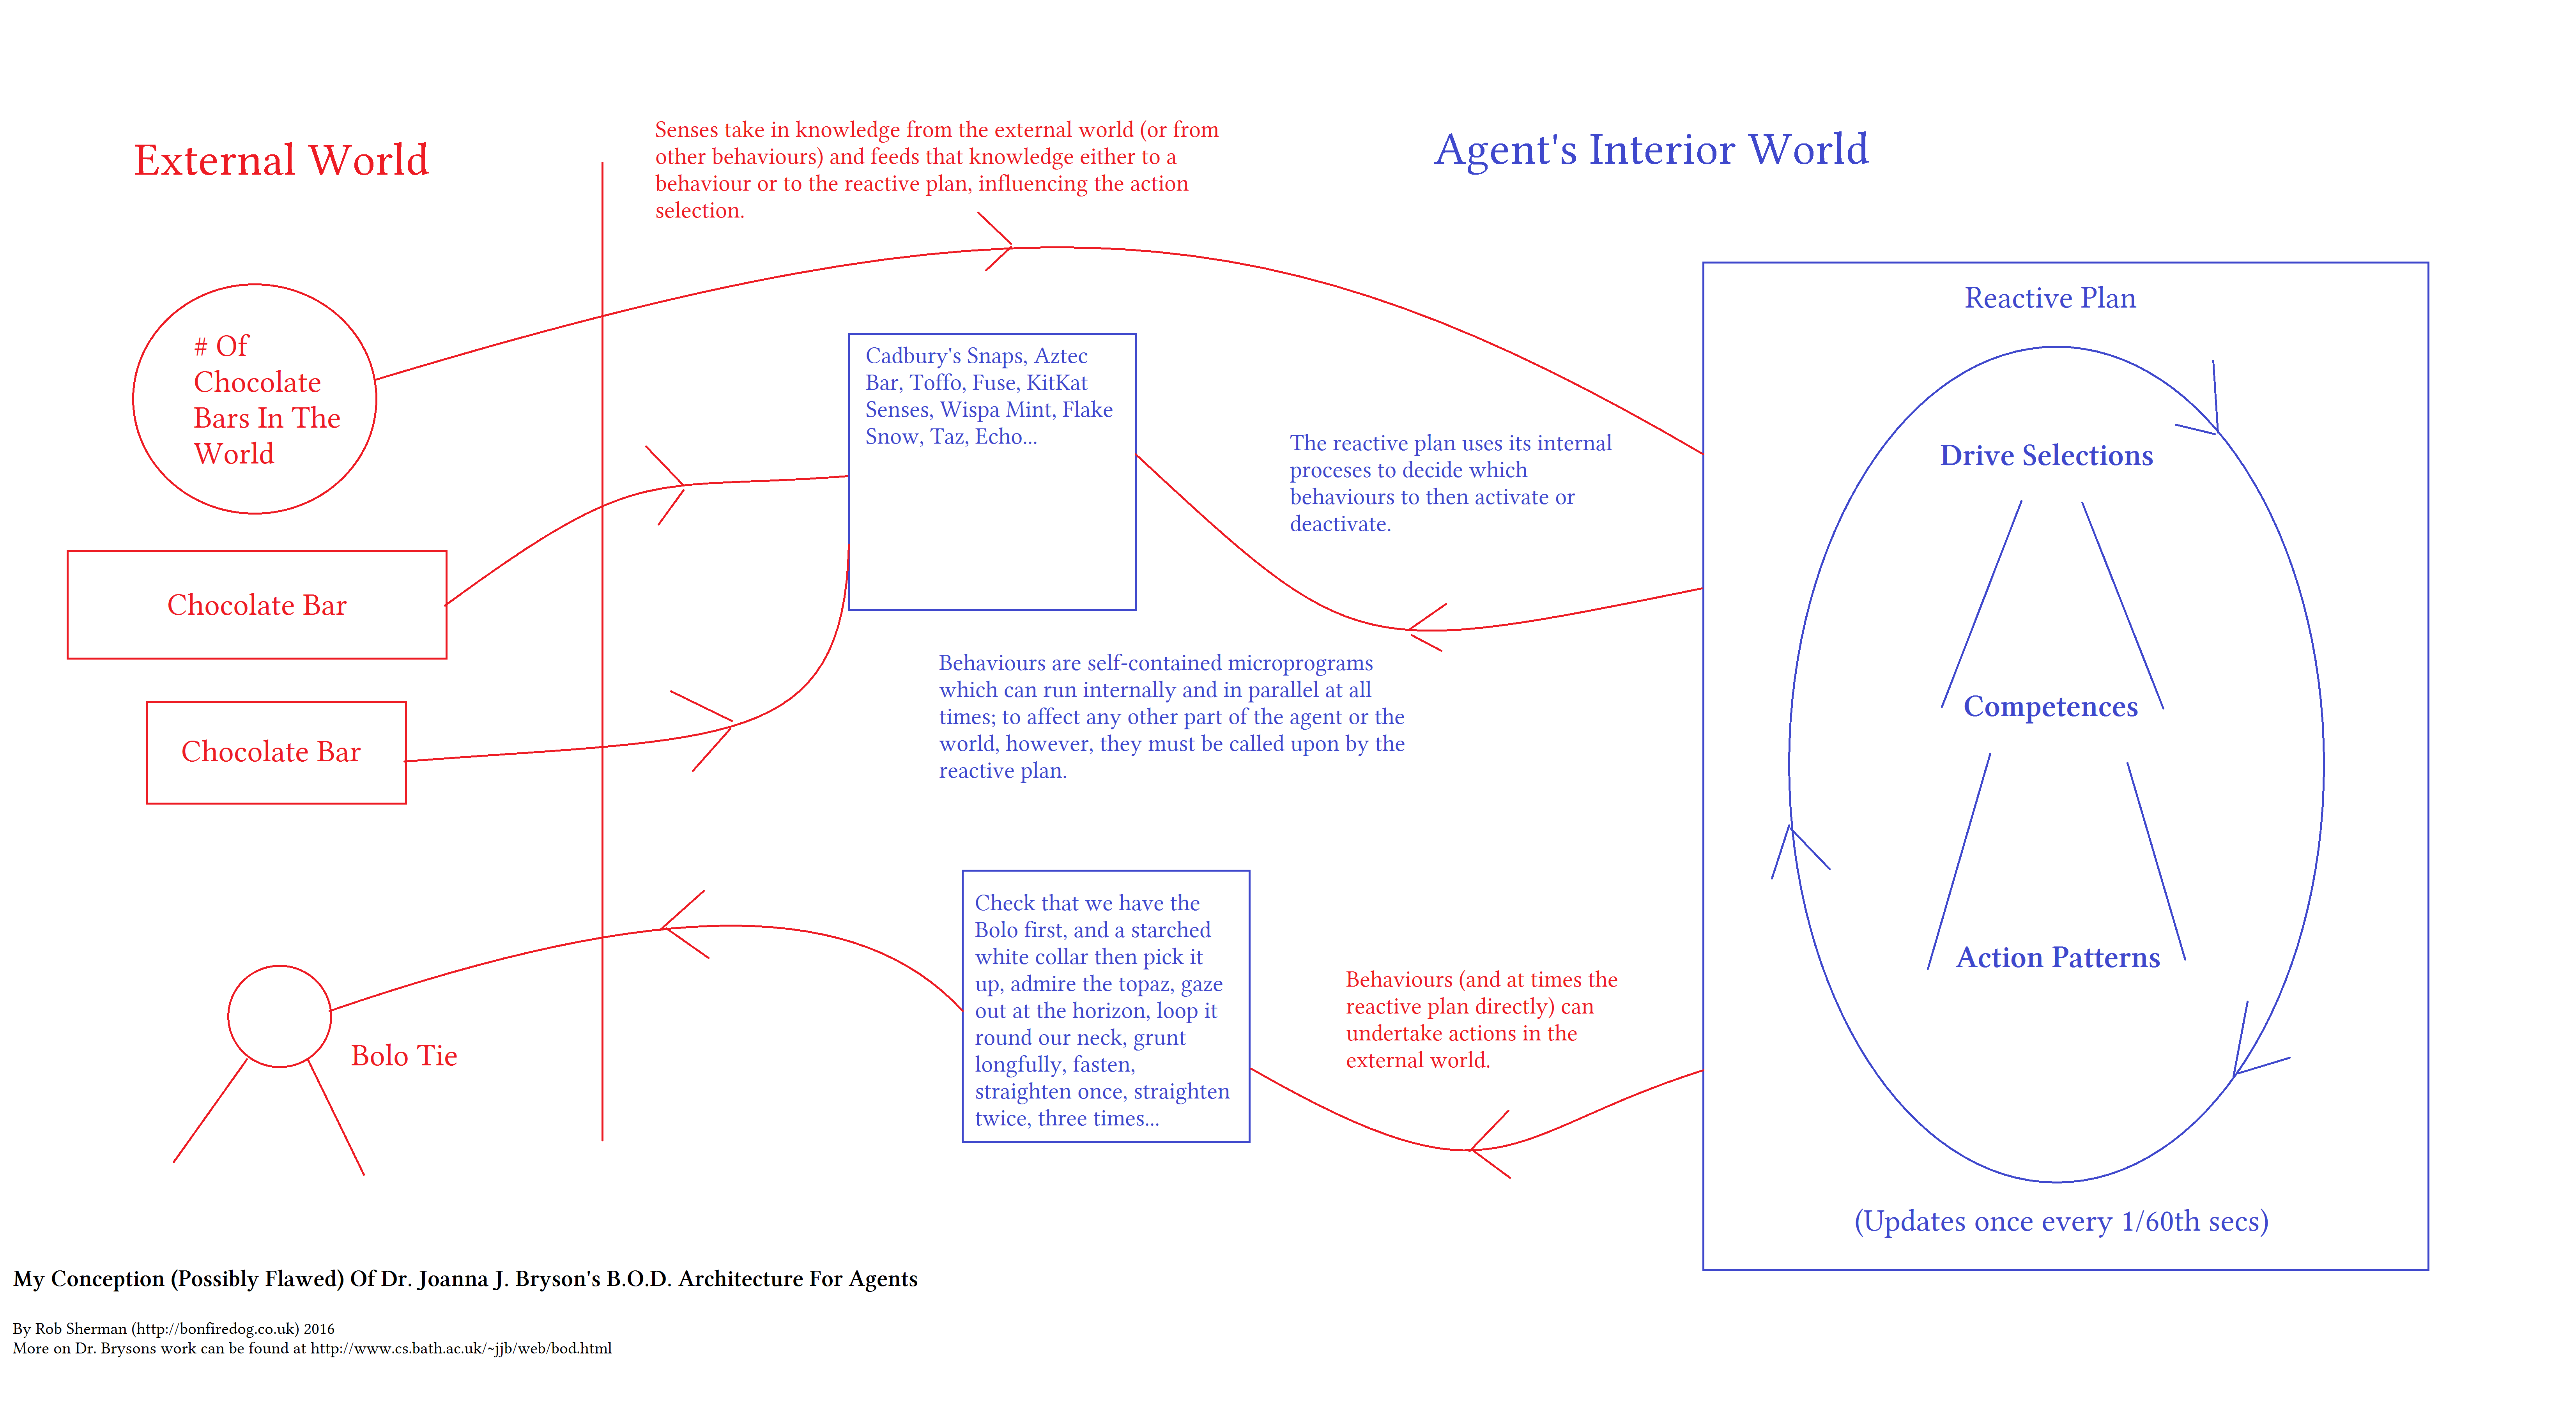 External World
Senses take in knowledge from the external world (or from
other behaviours) and feeds that knowledge either to a
behaviour or to the reactive plan, influencing the action
selection.
Agent's Interior World
# Of
Chocolate
Bars In The
World
Chocolate Bar
Chocolate Bar
Cadbury's Snaps, Aztec
Bar, Toffo, Fuse, KitKat
Senses, Wispa Mint, Flake
Snow, Taz, Echo...
The reactive plan uses its internal
proceses to decide which
behaviours to then activate or
deactivate.
Behaviours are self-contained microprograms
which can run internally and in parallel at all
times; to affect any other part of the agent or the
world, however, they must be called upon by the
reactive plan.
Reactive Plan
Drive Selections
Competences
Action Patterns
(Updates once every 1/60th secs)
Bolo Tie
Check that we have the
Bolo first, and a starched
white collar then pick it
up, admire the topaz, gaze
out at the horizon, loop it
round our neck, grunt
longfully, fasten,
straighten once, straighten
twice, three times...
Behaviours (and at times the
reactive plan directly) can
undertake actions in the
external world.
My Conception (Possibly Flawed) Of Dr. Joanna J. Bryson's B.O.D. Architecture For Agents
By Rob Sherman (http://bonfiredog.co.uk) 2016
More on Dr. Brysons work can be found at http://www.cs.bath.ac.uk/~jjb/web/bod.html